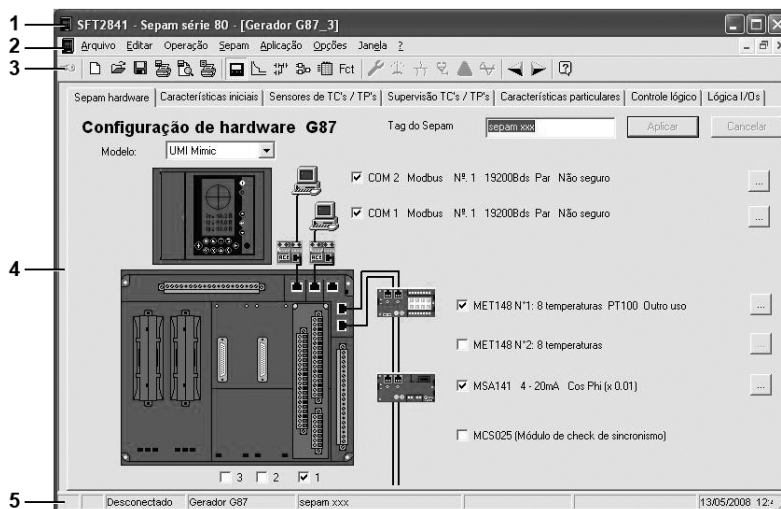 1
SFT2841 - Sepam série 80 - [Gerador G87_3]
2
Arquivo Editar Operação Sepam Aplicação Opções Janela ?
3
Fct
Sepam hardware Características iniciais Sensores de TC's / TP's Supervisão TC's / TP's Características particulares Controle lógico Lógica I/Os
Configuração de hardware G87
Tag do Sepam
sepam xxx
Aplicar
Cancelar
Modelo:
UMI Mimic
COM 2 Modbus Nº. 1 19200Bds Par Não seguro
...
COM 1 Modbus Nº. 1 19200Bds Par Não seguro
...
4
MET148 N°1: 8 temperaturas PT100 Outro uso
...
MET148 N°2: 8 temperaturas
...
MSA141 4 - 20mA Cos Phi (x 0.01)
...
MCS025 (Módulo de check de sincronismo)
3 2 1
5
Desconectado Gerador G87 sepam xxx 13/05/2008